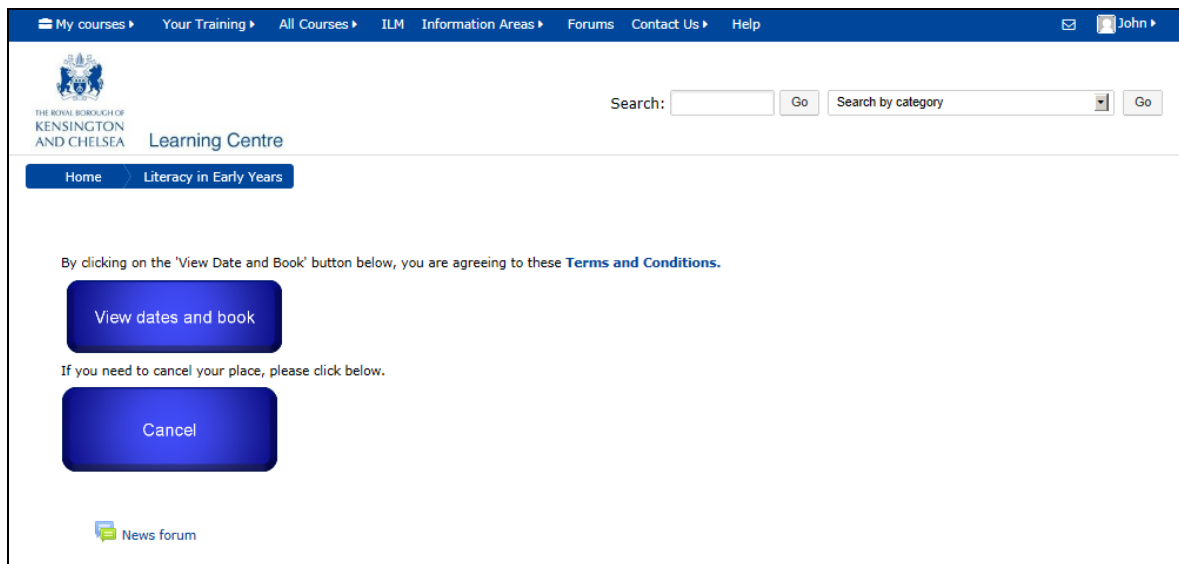 My courses Your Training All Courses ILM Information Areas Forums Contact Us Help John
THE ROYAL BOROUGH OF
KENSINGTON
AND CHELSEA Learning Centre
Search: Go Search by category Go
Home Literacy in Early Years
By clicking on the 'View Date and Book' button below, you are agreeing to these Terms and Conditions.
View dates and book
If you need to cancel your place, please click below.
Cancel
News forum